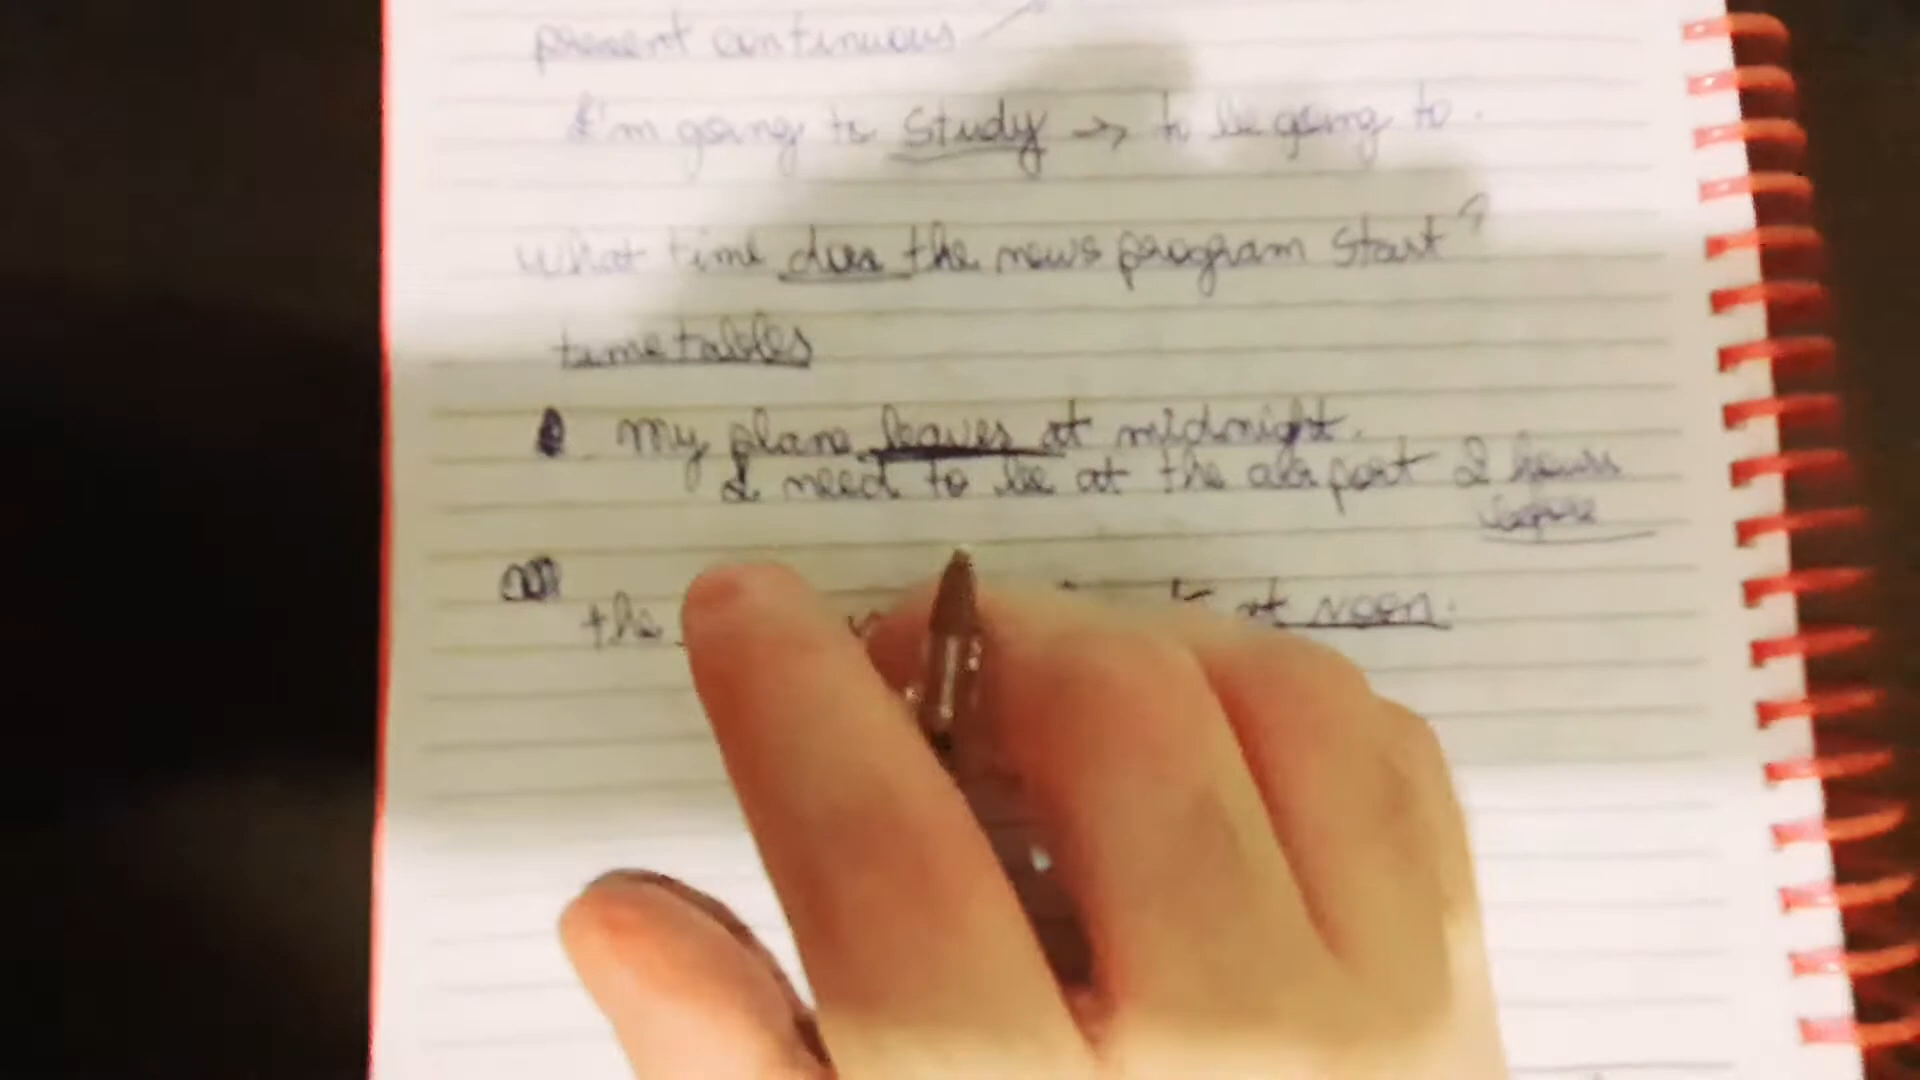 present continuous
I'm going to study → to be going to.
What time does the news program start?
timetables
My plane leaves at midnight.
I need to be at the airport 2 hours
before
the
at noon.